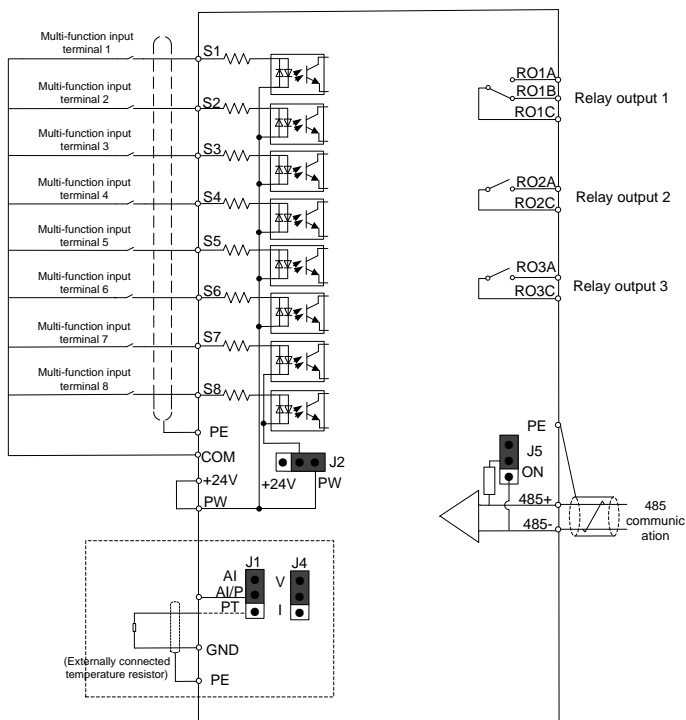 Multi-function input
terminal 1
S1
Multi-function input
terminal 2
S2
Multi-function input
terminal 3
S3
Multi-function input
terminal 4
S4
Multi-function input
terminal 5
S5
Multi-function input
terminal 6
S6
Multi-function input
terminal 7
S7
Multi-function input
terminal 8
S8
PE
COM
+24V
PW
J2
+24V
PW
RO1A
RO1B
RO1C
Relay output 1
RO2A
RO2C
Relay output 2
RO3A
RO3C
Relay output 3
PE
J5
ON
485+
485-
485
communic
ation
J1
J4
AI
AI/P
PT
V
I
GND
(Externally connected
temperature resistor)
PE